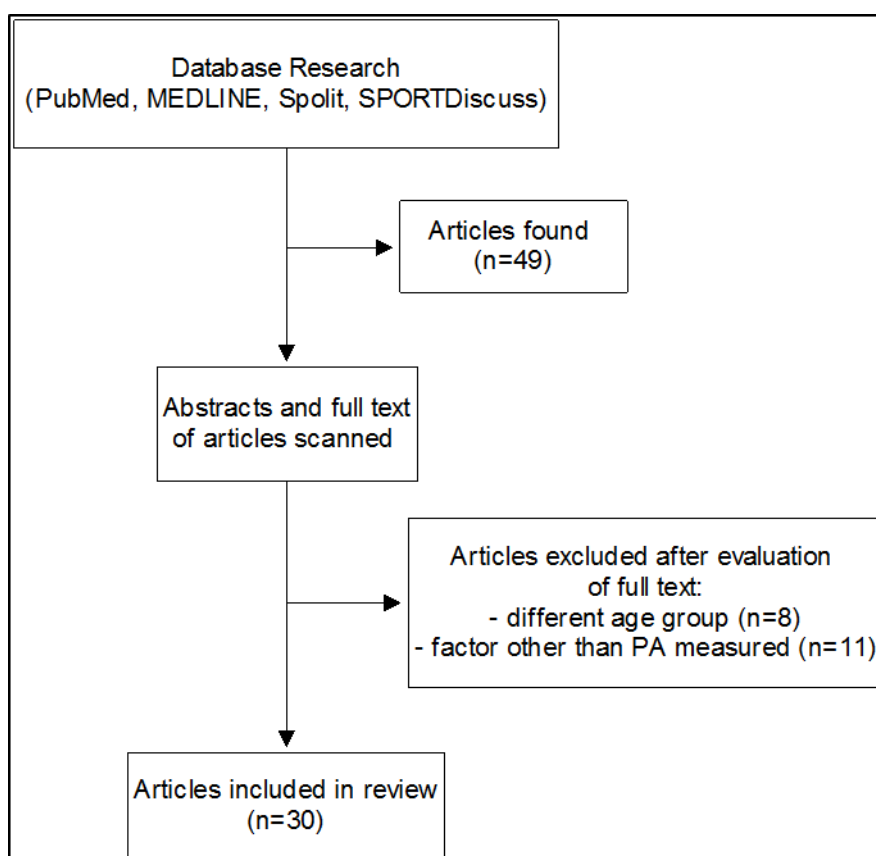 Database Research
(PubMed, MEDLINE, Spolit, SPORTDiscuss)
Articles found
(n=49)
Abstracts and full text
of articles scanned
Articles excluded after evaluation
of full text:
- different age group (n=8)
- factor other than PA measured (n=11)
Articles included in review
(n=30)